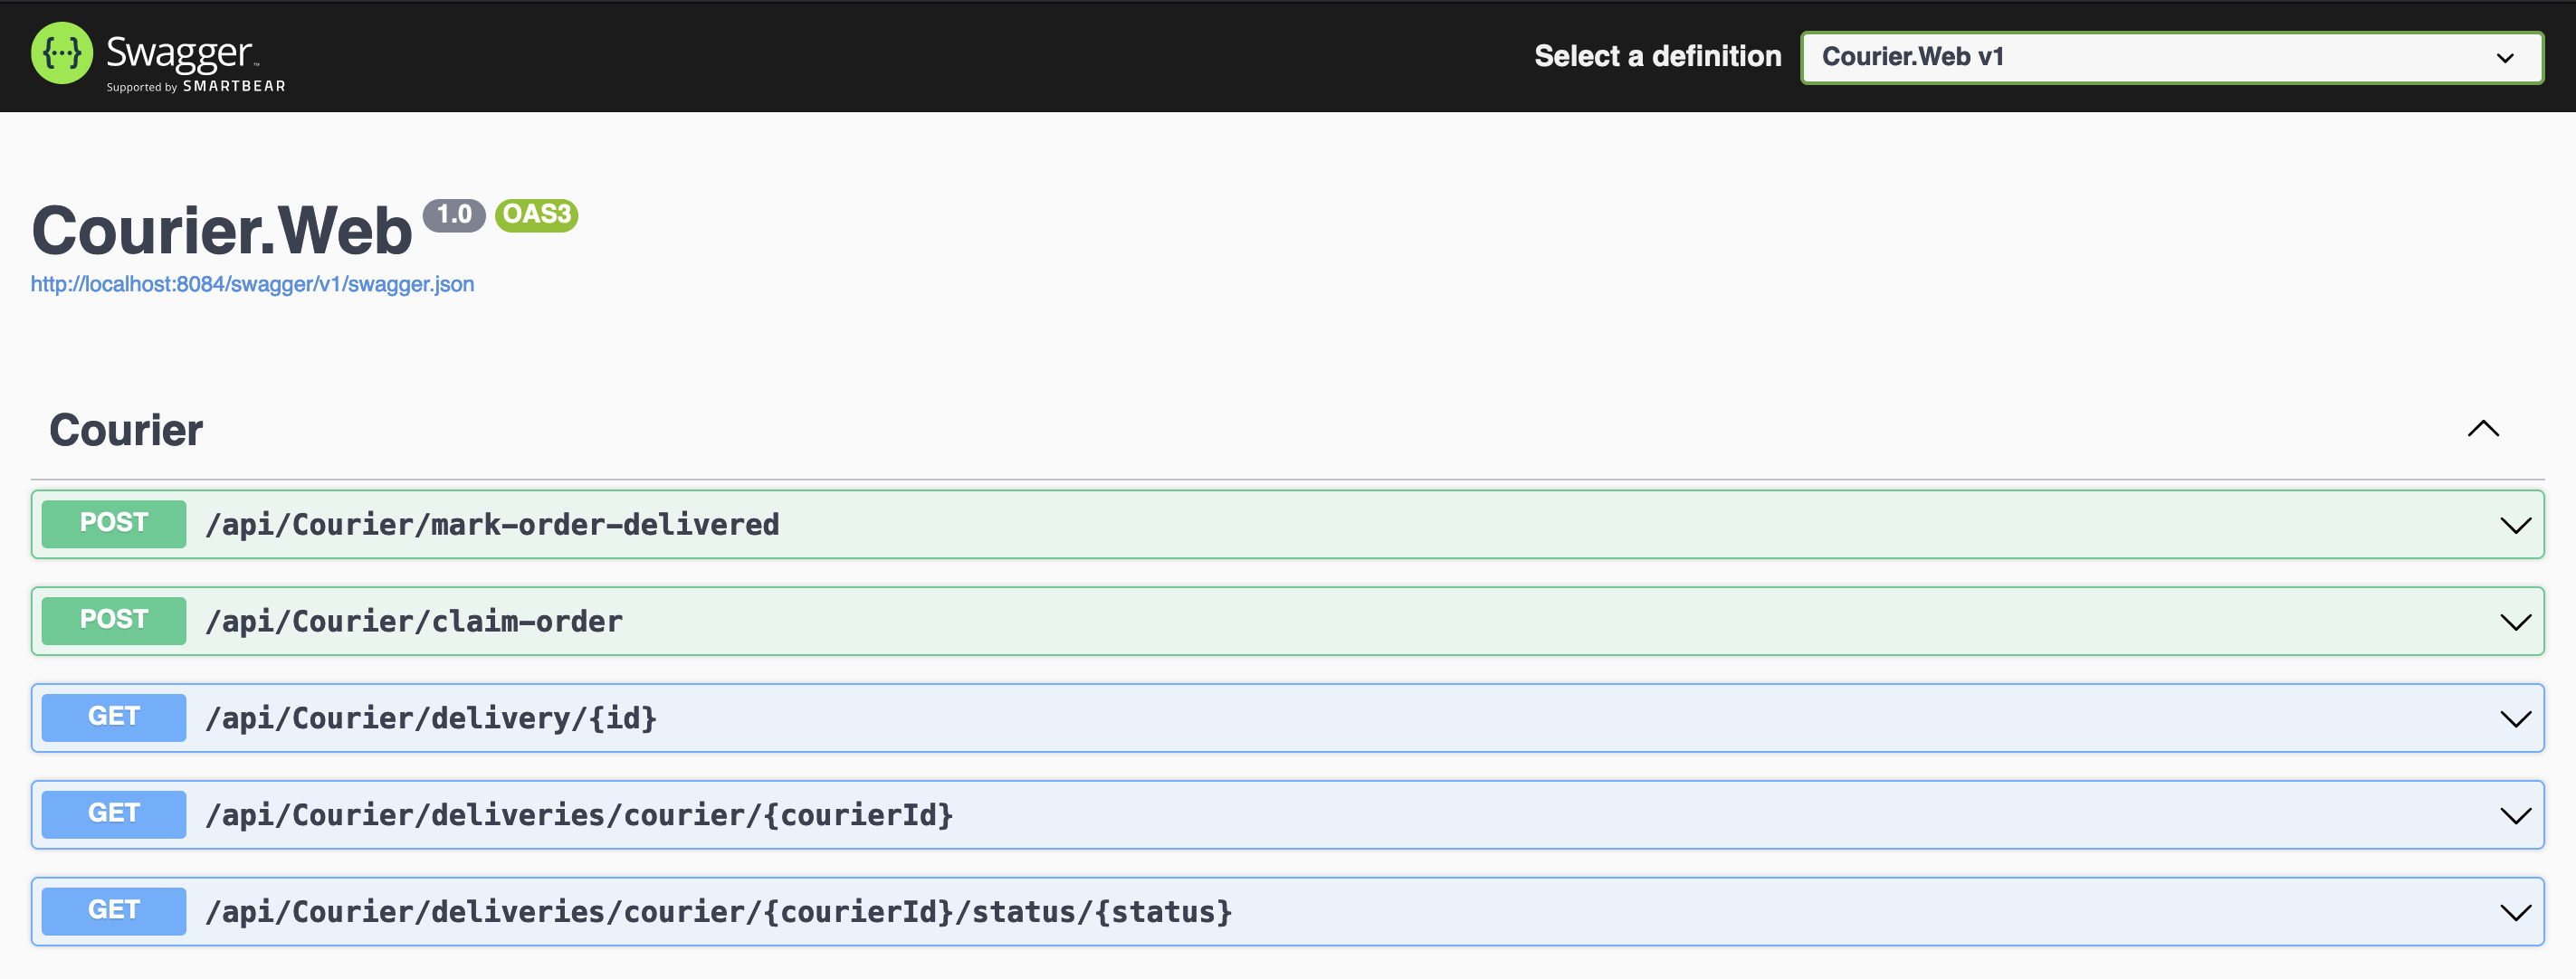 {···} Swagger™
Supported by SMARTBEAR
Select a definition
Courier.Web v1
Courier.Web 1.0 OAS3
http://localhost:8084/swagger/v1/swagger.json
Courier
POST /api/Courier/mark-order-delivered
POST /api/Courier/claim-order
GET /api/Courier/delivery/{id}
GET /api/Courier/deliveries/courier/{courierId}
GET /api/Courier/deliveries/courier/{courierId}/status/{status}